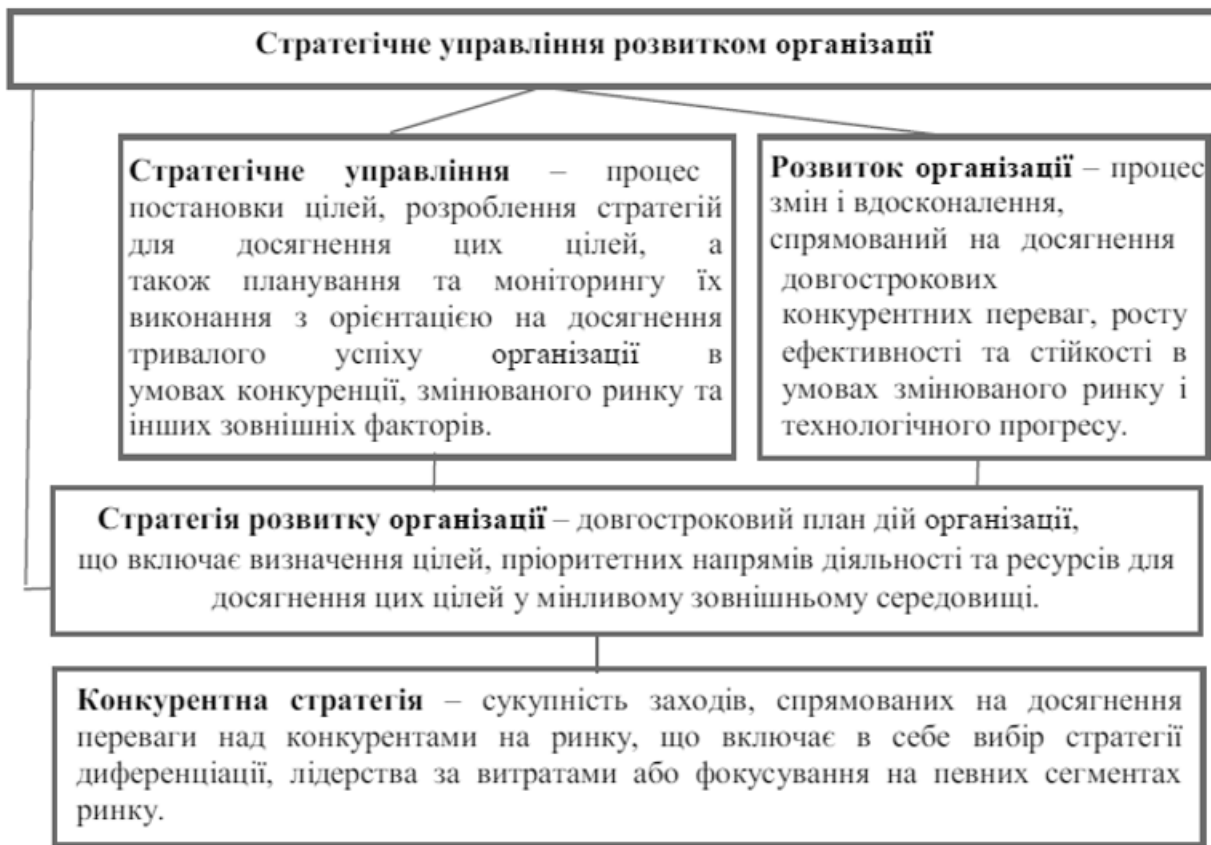 Стратегічне управління розвитком організації
Стратегічне управління – процес
постановки цілей, розроблення стратегій
для досягнення цих цілей, а
також планування та моніторингу їх
виконання з орієнтацією на досягнення
тривалого успіху організації в
умовах конкуренції, змінюваного ринку та
інших зовнішніх факторів.
Розвиток організації – процес
змін і вдосконалення,
спрямований на досягнення
довгострокових
конкурентних переваг, росту
ефективності та стійкості в
умовах змінюваного ринку і
технологічного прогресу.
Стратегія розвитку організації – довгостроковий план дій організації,
що включає визначення цілей, пріоритетних напрямів діяльності та ресурсів для
досягнення цих цілей у мінливому зовнішньому середовищі.
Конкурентна стратегія – сукупність заходів, спрямованих на досягнення
переваги над конкурентами на ринку, що включає в себе вибір стратегії
диференціації, лідерства за витратами або фокусування на певних сегментах
ринку.